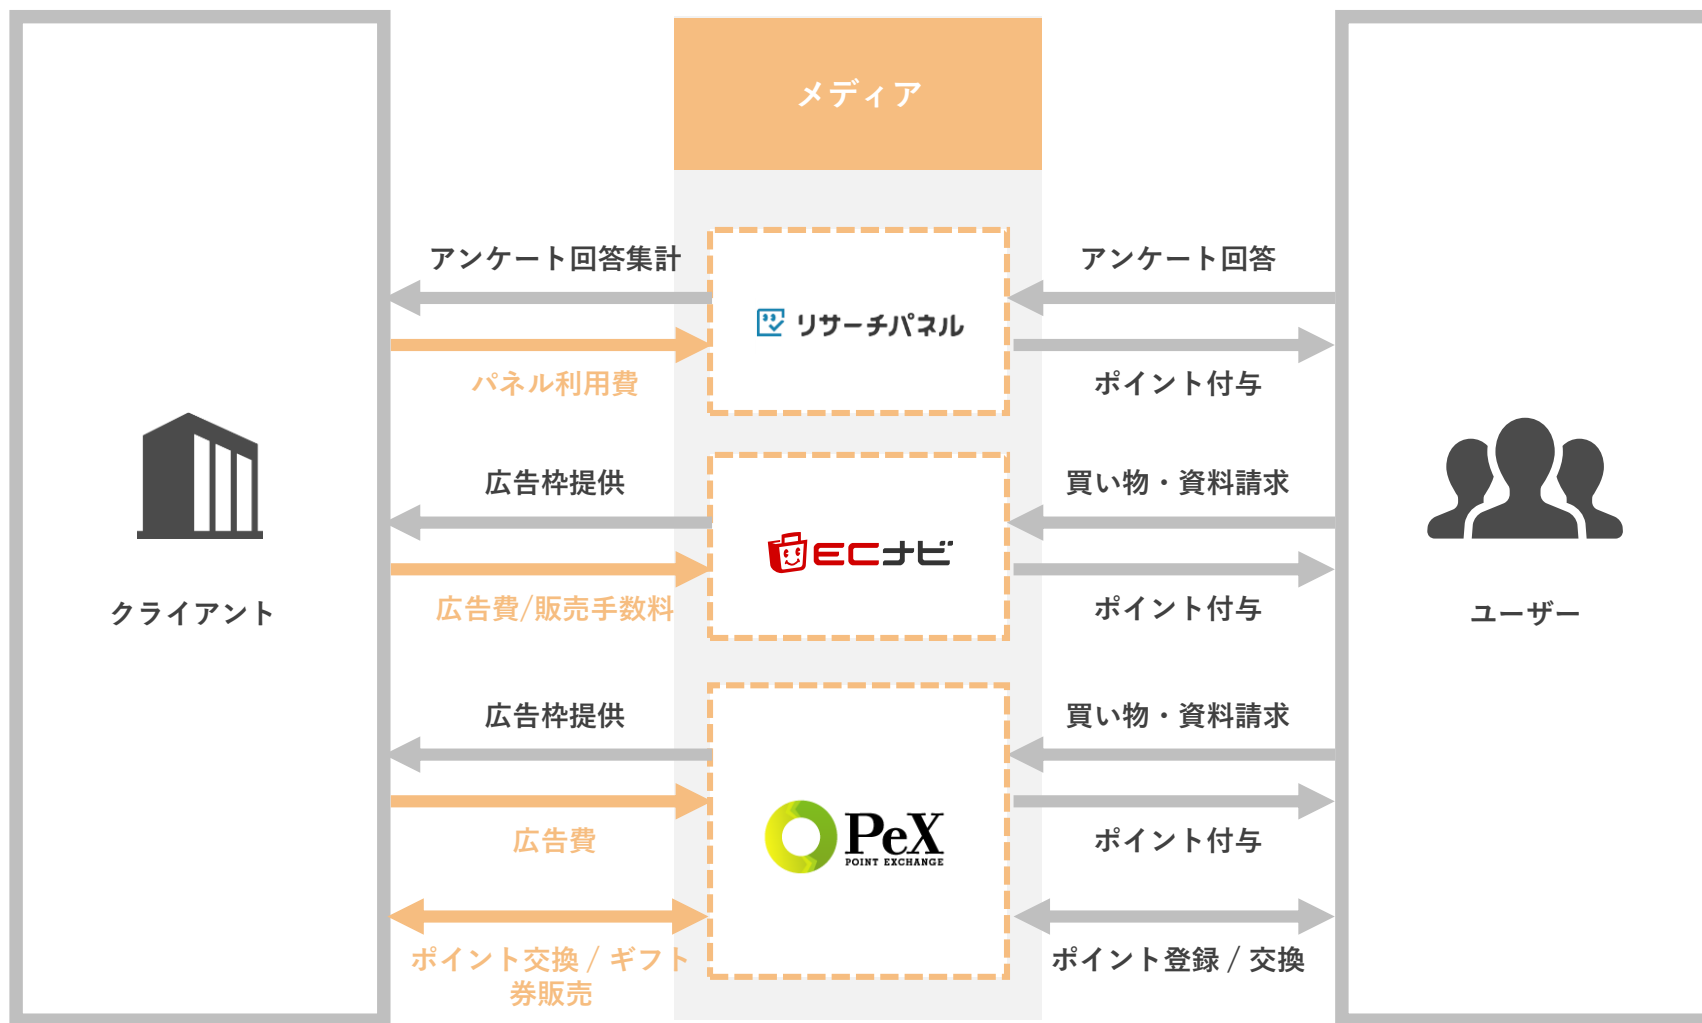 メディア
アンケート回答集計
アンケート回答
リサーチパネル
パネル利用費
ポイント付与
広告枠提供
買い物・資料請求
ECナビ
クライアント
広告費/販売手数料
ポイント付与
ユーザー
広告枠提供
買い物・資料請求
PeX
POINT EXCHANGE
広告費
ポイント付与
ポイント交換 / ギフト
券販売
ポイント登録 / 交換